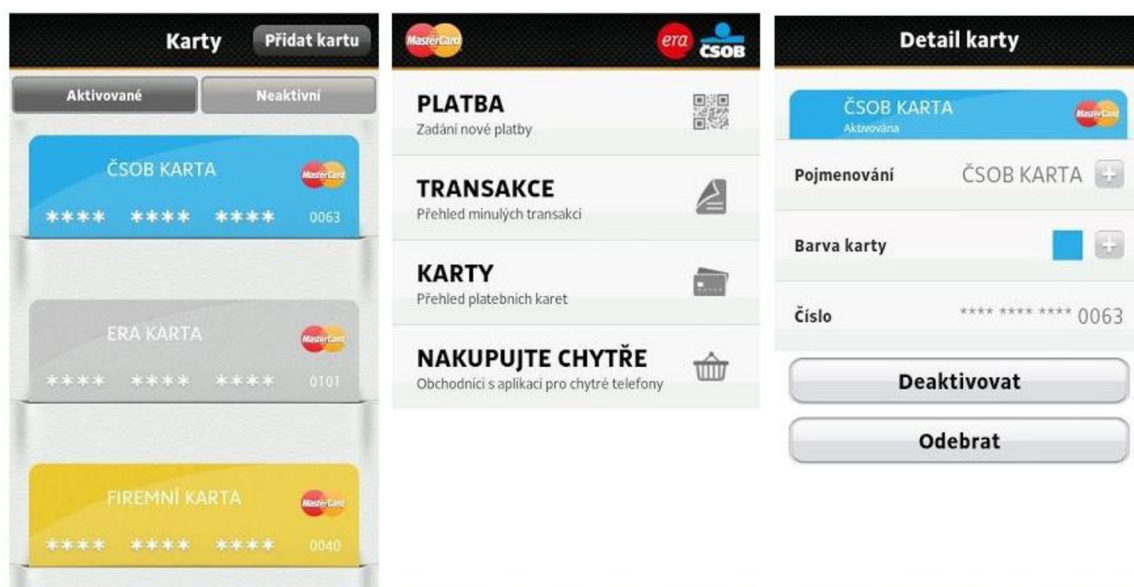 Karty
Přidat kartu
Aktivované
Neaktivní
ČSOB KARTA
MasterCard
**** **** **** 0063
ERA KARTA
MasterCard
**** **** **** 0101
FIREMNÍ KARTA
MasterCard
**** **** **** 0040
MasterCard
era
ČSOB
PLATBA
Zadání nové platby
TRANSAKCE
Přehled minulých transakcí
KARTY
Přehled platebních karet
NAKUPUJTE CHYTŘE
Obchodníci s aplikací pro chytré telefony
Detail karty
ČSOB KARTA
Aktivována
MasterCard
Pojmenování
ČSOB KARTA
Barva karty
Číslo
**** **** **** 0063
Deaktivovat
Odebrat